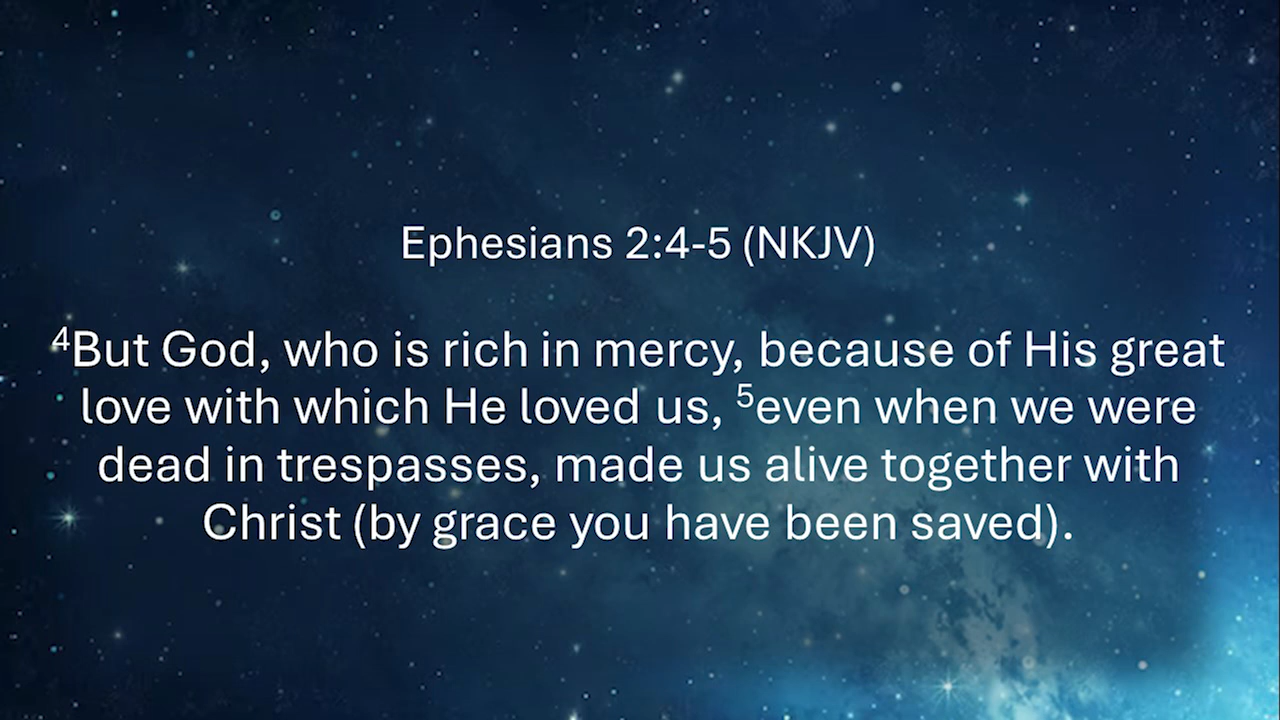 Ephesians 2:4-5 (NKJV)
⁴But God, who is rich in mercy, because of His great
love with which He loved us, ⁵even when we were
dead in trespasses, made us alive together with
Christ (by grace you have been saved).